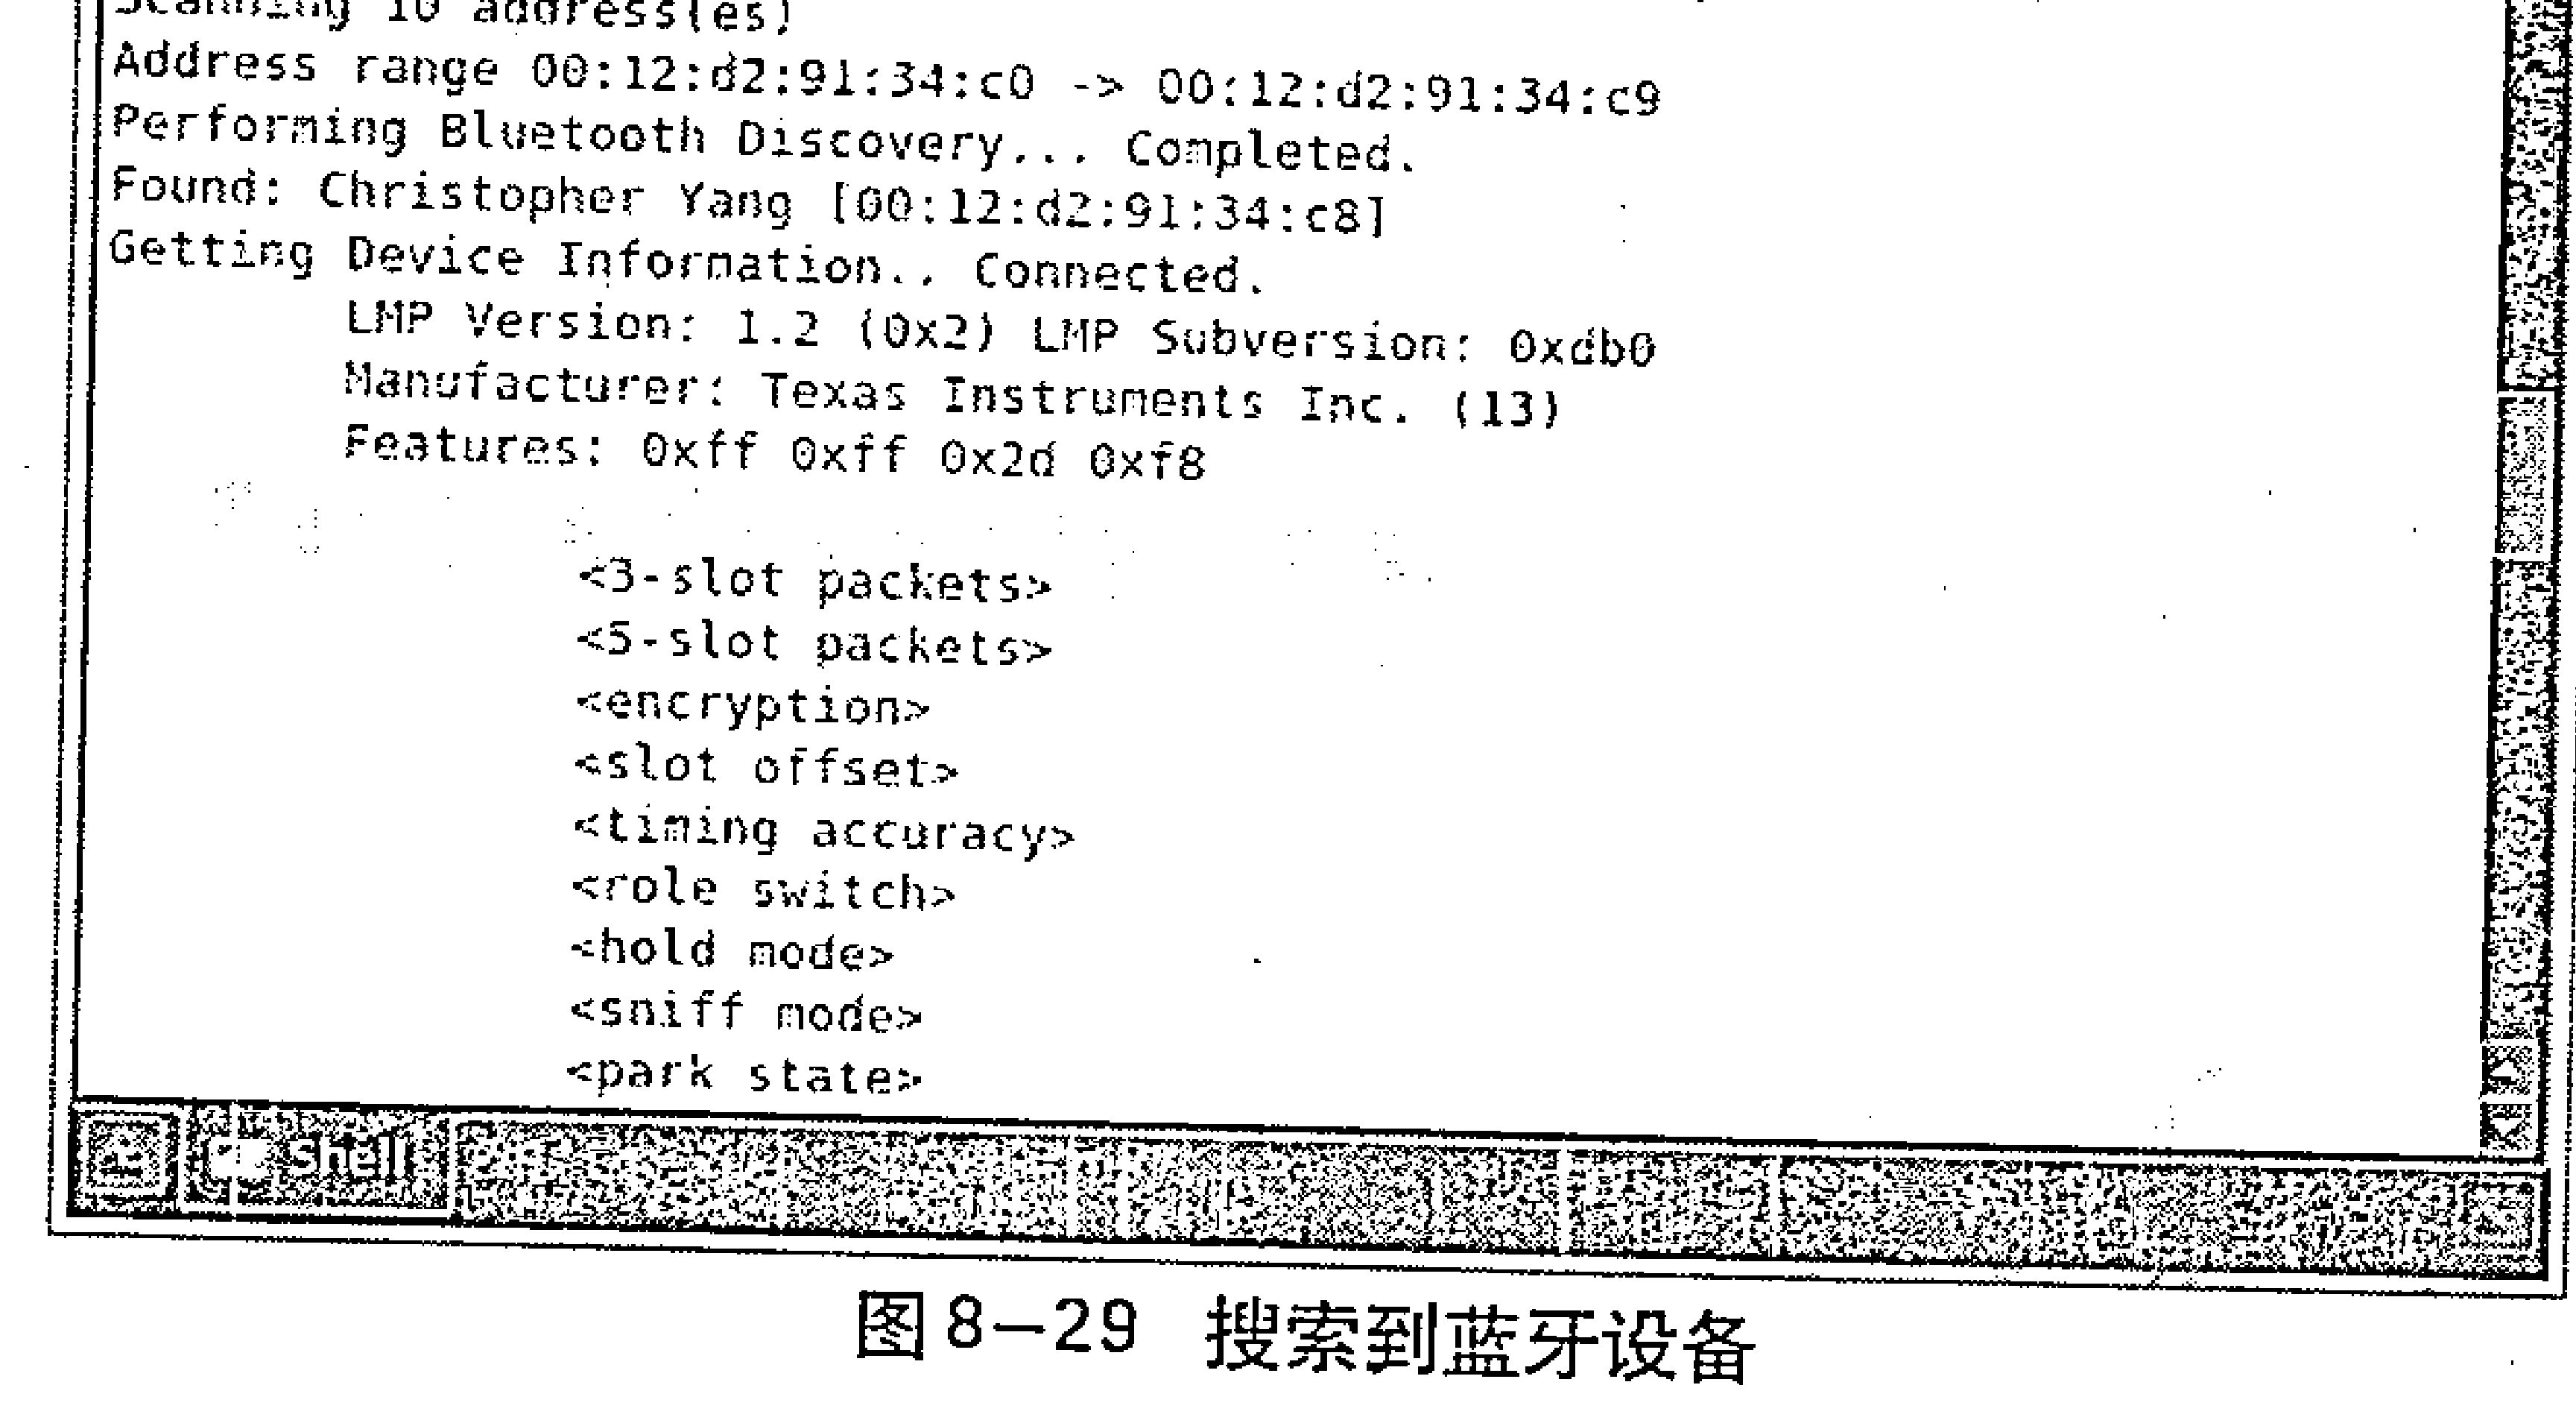 Scanning 10 address(es)
Address range 00:12:d2:91:34:c0 -> 00:12:d2:91:34:c9
Performing Bluetooth Discovery... Completed.
Found: Christopher Yang [00:12:d2:91:34:c8]
Getting Device Information.. Connected.
LMP Version: 1.2 (0x2) LMP Subversion: 0xdb0
Manufacturer: Texas Instruments Inc. (13)
Features: 0xff 0xff 0x2d 0xf8
<3-slot packets>
<5-slot packets>
<encryption>
<slot offset>
<timing accuracy>
<role switch>
<hold mode>
<sniff mode>
<park state>
shell
图8-29 搜索到蓝牙设备